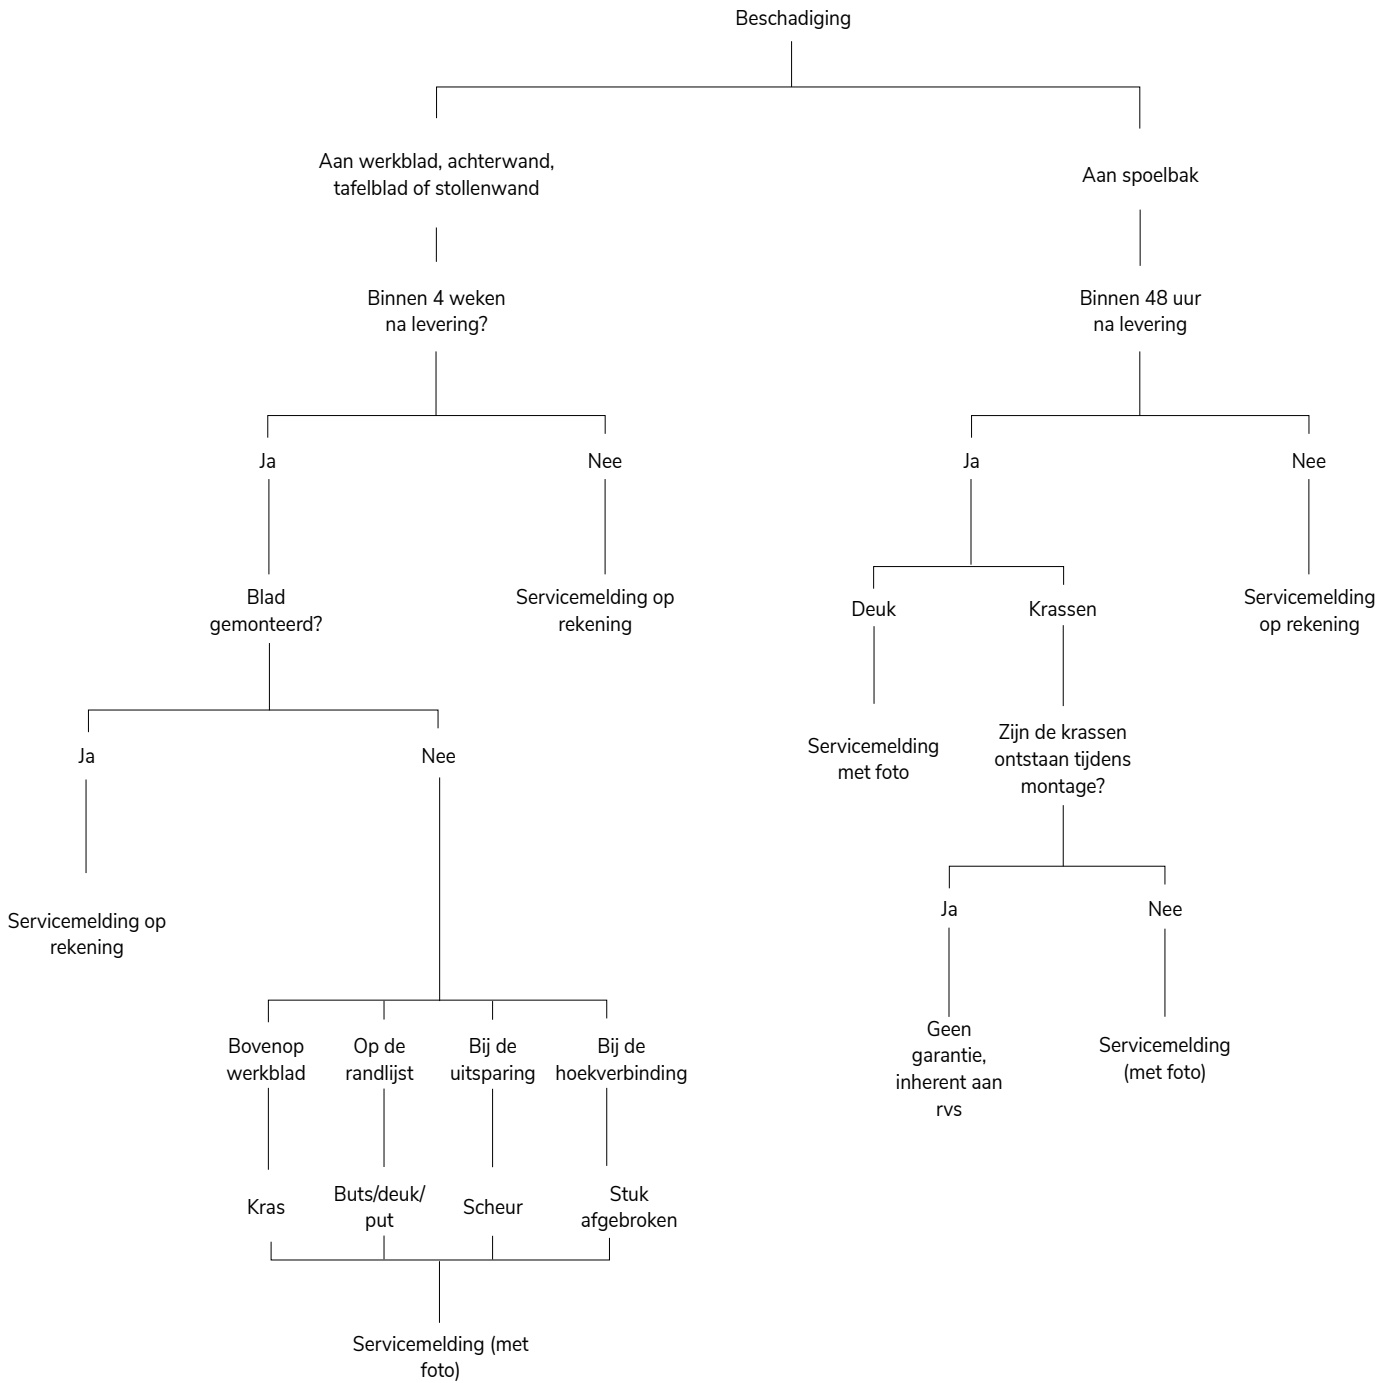 Beschadiging
Aan werkblad, achterwand,
tafelblad of stollenwand
Aan spoelbak
Binnen 4 weken
na levering?
Binnen 48 uur
na levering
Ja
Nee
Ja
Nee
Blad
gemonteerd?
Servicemelding op
rekening
Deuk
Krassen
Servicemelding
op rekening
Ja
Nee
Servicemelding
met foto
Zijn de krassen
ontstaan tijdens
montage?
Servicemelding op
rekening
Ja
Nee
Bovenop
werkblad
Op de
randlijst
Bij de
uitsparing
Bij de
hoekverbinding
Geen
garantie,
inherent aan
rvs
Servicemelding
(met foto)
Kras
Buts/deuk/
put
Scheur
Stuk
afgebroken
Servicemelding (met
foto)